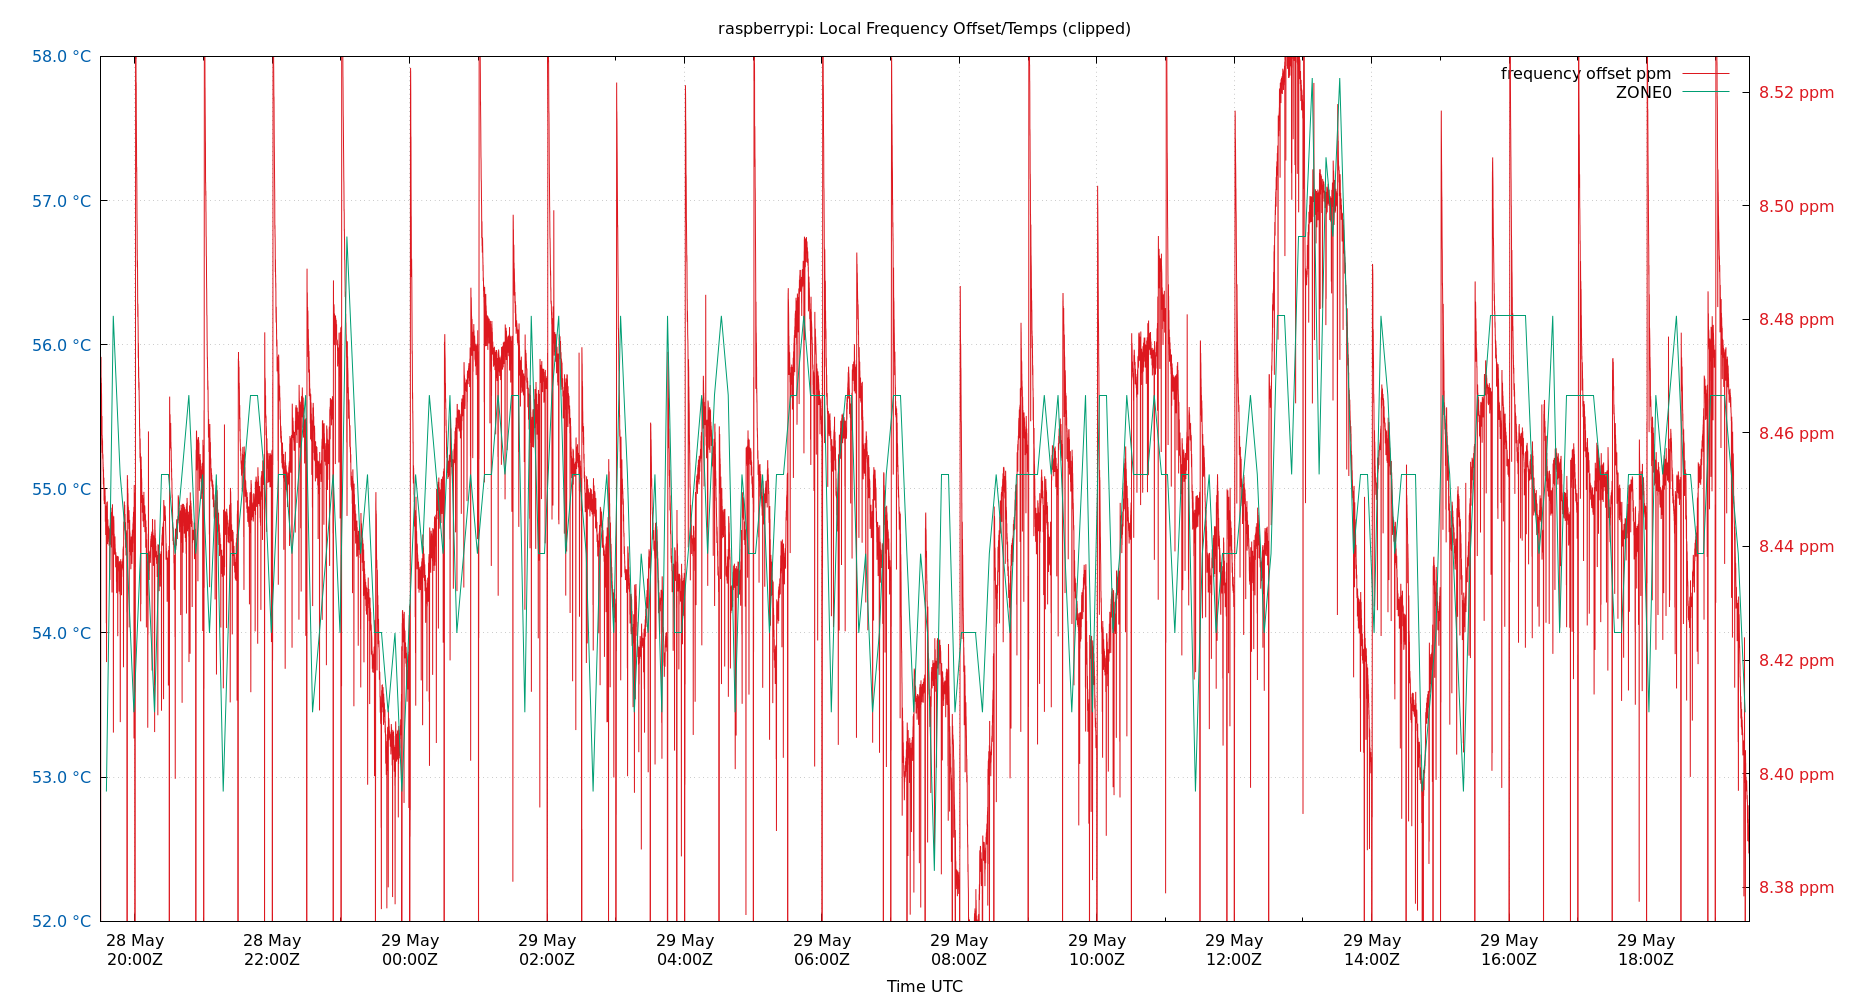 raspberrypi: Local Frequency Offset/Temps (clipped)
frequency offset ppm
ZONE0
58.0 °C
57.0 °C
56.0 °C
55.0 °C
54.0 °C
53.0 °C
52.0 °C
8.52 ppm
8.50 ppm
8.48 ppm
8.46 ppm
8.44 ppm
8.42 ppm
8.40 ppm
8.38 ppm
28 May 28 May 29 May 29 May 29 May 29 May 29 May 29 May 29 May 29 May 29 May 29 May
20:00Z 22:00Z 00:00Z 02:00Z 04:00Z 06:00Z 08:00Z 10:00Z 12:00Z 14:00Z 16:00Z 18:00Z
Time UTC